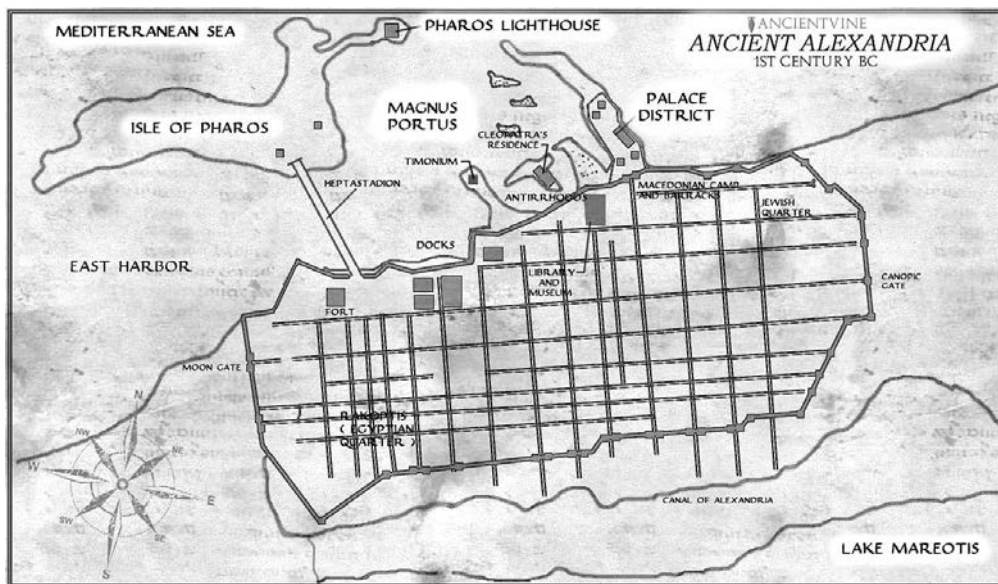 MEDITERRANEAN SEA
PHAROS LIGHTHOUSE
ANCIENTVINE
ANCIENT ALEXANDRIA
1ST CENTURY BC
ISLE OF PHAROS
MAGNUS
PORTUS
PALACE
DISTRICT
CLEOPATRA'S
RESIDENCE
TIMONIUM
HEPTASTADION
ANTIRRHODOS
MACEDONIAN CAMP
AND BARRACKS
JEWISH
QUARTER
DOCKS
EAST HARBOR
LIBRARY
AND
MUSEUM
CANOPIC
GATE
FORT
MOON GATE
RAKOPTIS
( EGYPTIAN
QUARTER )
N
NW
W
E
SW
SE
S
CANAL OF ALEXANDRIA
LAKE MAREOTIS